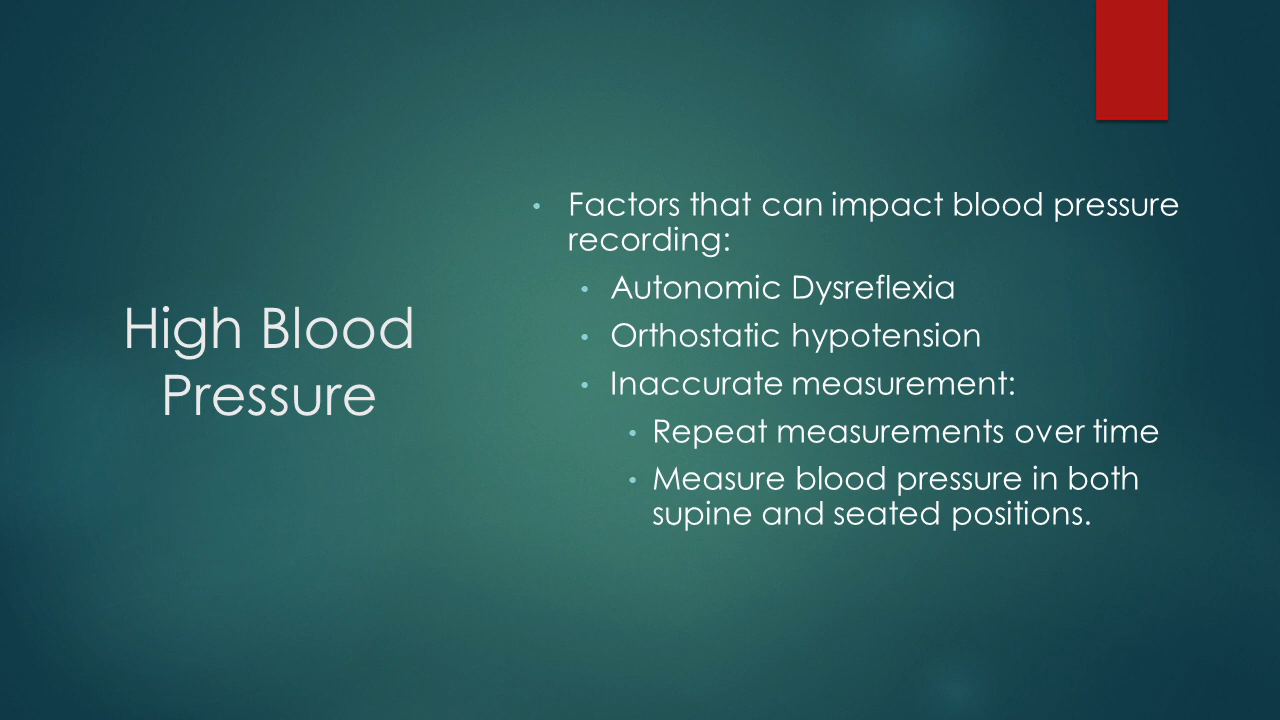 High Blood
Pressure
• Factors that can impact blood pressure
recording:
• Autonomic Dysreflexia
• Orthostatic hypotension
• Inaccurate measurement:
• Repeat measurements over time
• Measure blood pressure in both
supine and seated positions.